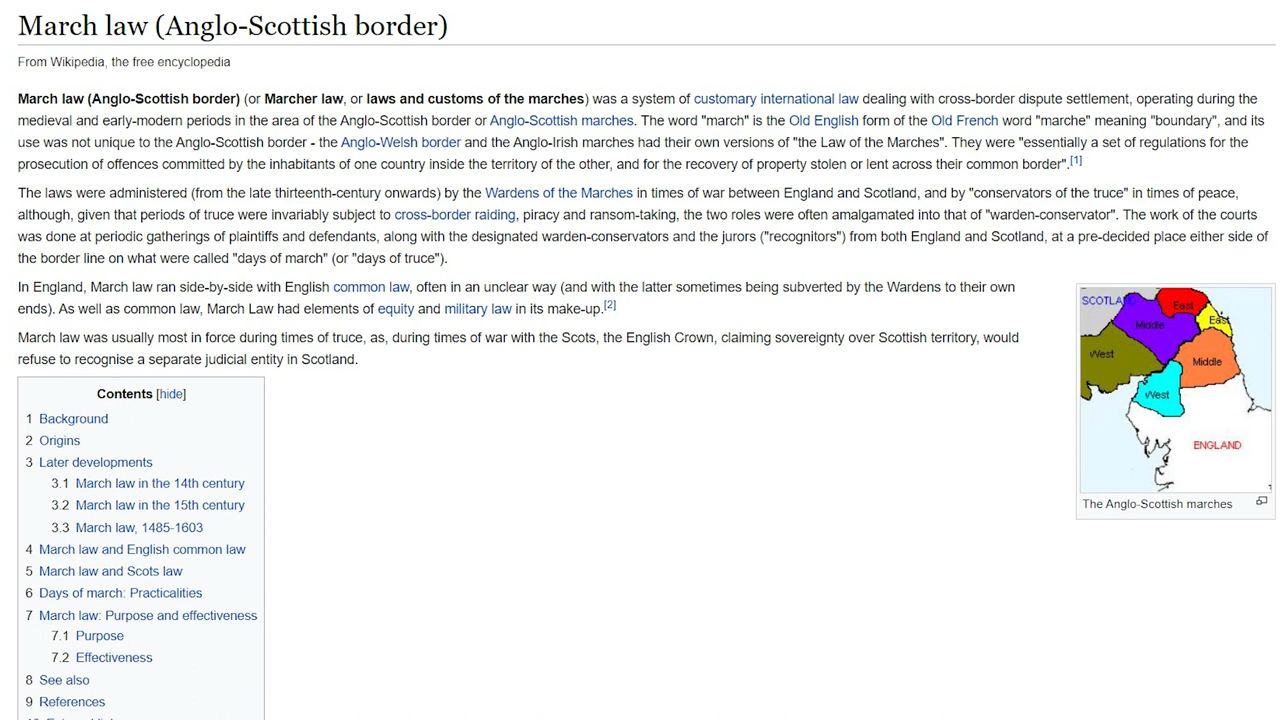 March law (Anglo-Scottish border)
From Wikipedia, the free encyclopedia
March law (Anglo-Scottish border) (or Marcher law, or laws and customs of the marches) was a system of customary international law dealing with cross-border dispute settlement, operating during the
medieval and early-modern periods in the area of the Anglo-Scottish border or Anglo-Scottish marches. The word "march" is the Old English form of the Old French word "marche" meaning "boundary", and its
use was not unique to the Anglo-Scottish border - the Anglo-Welsh border and the Anglo-Irish marches had their own versions of "the Law of the Marches". They were "essentially a set of regulations for the
prosecution of offences committed by the inhabitants of one country inside the territory of the other, and for the recovery of property stolen or lent across their common border".[1]
The laws were administered (from the late thirteenth-century onwards) by the Wardens of the Marches in times of war between England and Scotland, and by "conservators of the truce" in times of peace,
although, given that periods of truce were invariably subject to cross-border raiding, piracy and ransom-taking, the two roles were often amalgamated into that of "warden-conservator". The work of the courts
was done at periodic gatherings of plaintiffs and defendants, along with the designated warden-conservators and the jurors ("recognitors") from both England and Scotland, at a pre-decided place either side of
the border line on what were called "days of march" (or "days of truce").
In England, March law ran side-by-side with English common law, often in an unclear way (and with the latter sometimes being subverted by the Wardens to their own
ends). As well as common law, March Law had elements of equity and military law in its make-up.[2]
March law was usually most in force during times of truce, as, during times of war with the Scots, the English Crown, claiming sovereignty over Scottish territory, would
refuse to recognise a separate judicial entity in Scotland.
SCOTLAND
East
Middle
East
West
Middle
West
ENGLAND
The Anglo-Scottish marches
Contents [hide]
1 Background
2 Origins
3 Later developments
3.1 March law in the 14th century
3.2 March law in the 15th century
3.3 March law, 1485-1603
4 March law and English common law
5 March law and Scots law
6 Days of march: Practicalities
7 March law: Purpose and effectiveness
7.1 Purpose
7.2 Effectiveness
8 See also
9 References